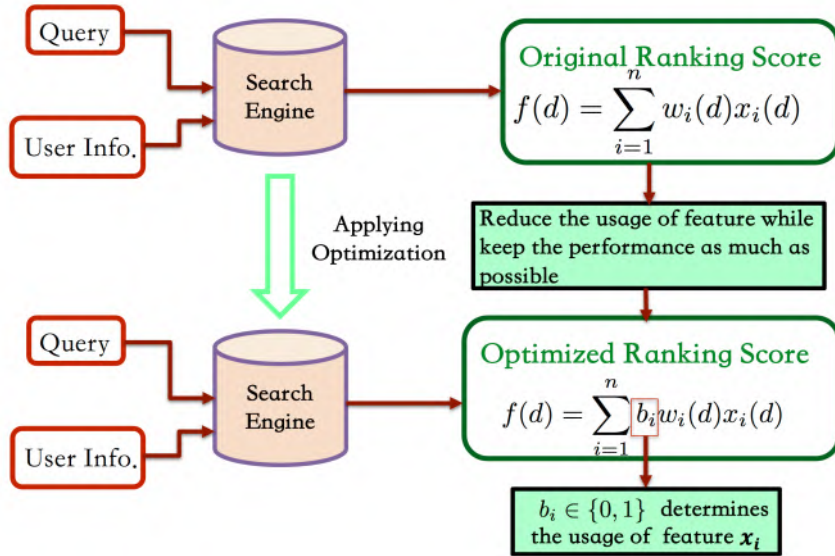 Query
User Info.
Search
Engine
Original Ranking Score
f(d) = \sum_{i=1}^{n} w_i(d)x_i(d)
Applying
Optimization
Reduce the usage of feature while
keep the performance as much as
possible
Query
User Info.
Search
Engine
Optimized Ranking Score
f(d) = \sum_{i=1}^{n} b_i w_i(d)x_i(d)
b_i ∈ {0, 1} determines
the usage of feature x_i